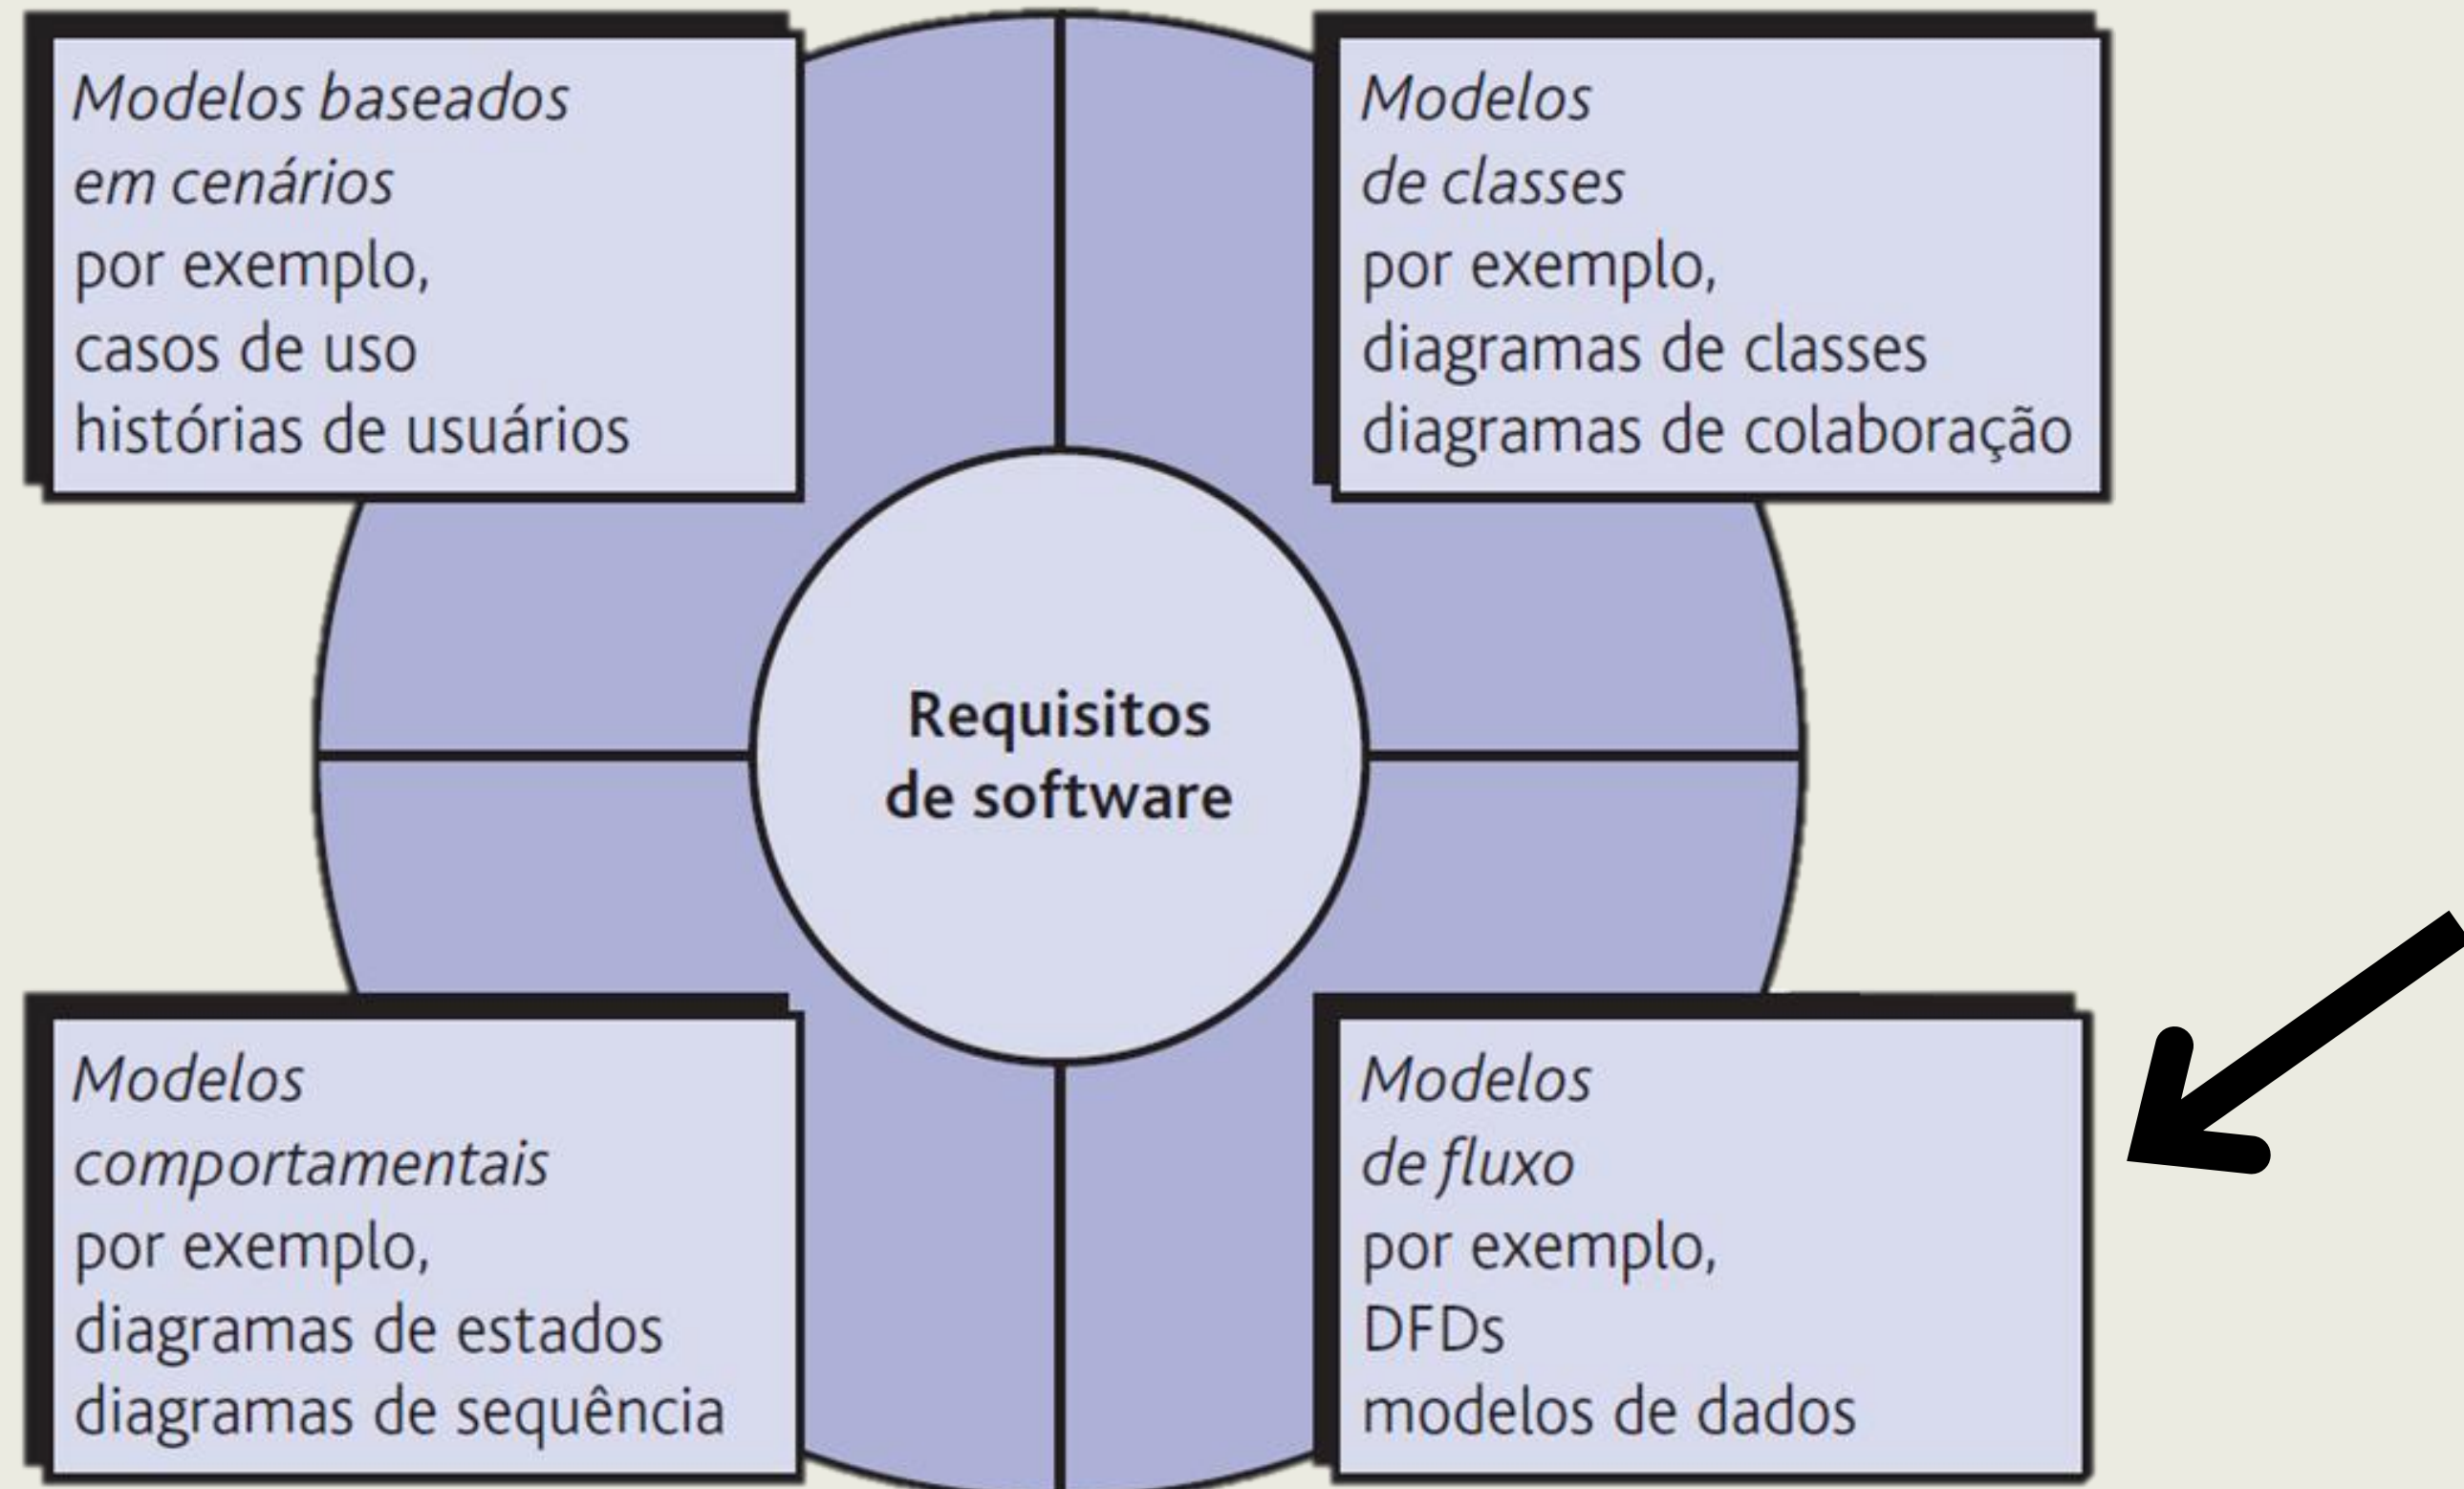 Modelos baseados
em cenários
por exemplo,
casos de uso
histórias de usuários
Modelos
de classes
por exemplo,
diagramas de classes
diagramas de colaboração
Requisitos
de software
Modelos
comportamentais
por exemplo,
diagramas de estados
diagramas de sequência
Modelos
de fluxo
por exemplo,
DFDs
modelos de dados